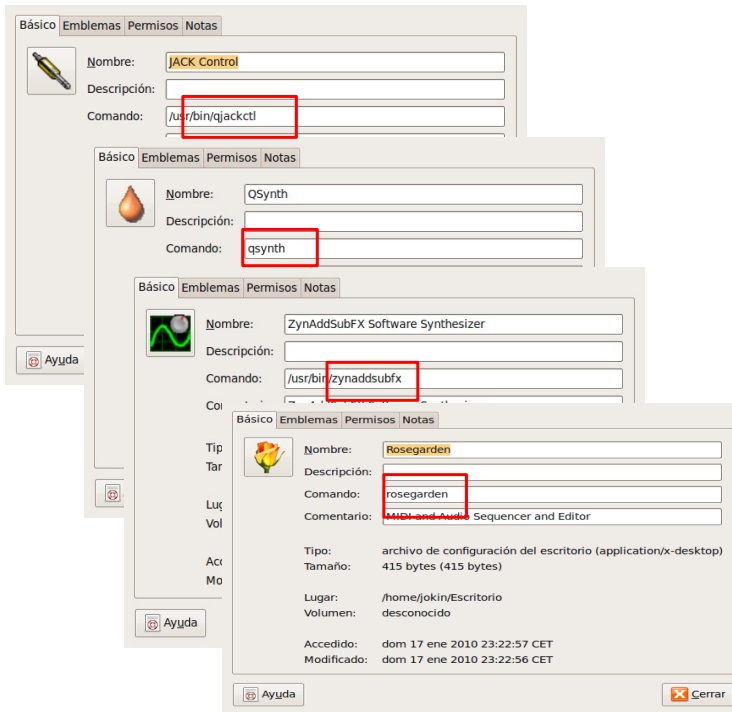 Básico Emblemas Permisos Notas
Nombre: JACK Control
Descripción:
Comando: /usr/bin/qjackctl
Ayuda
Básico Emblemas Permisos Notas
Nombre: QSynth
Descripción:
Comando: qsynth
Básico Emblemas Permisos Notas
Nombre: ZynAddSubFX Software Synthesizer
Descripción:
Comando: /usr/bin/zynaddsubfx
Ayuda
Básico Emblemas Permisos Notas
Nombre: Rosegarden
Descripción:
Comando: rosegarden
Comentario: MIDI and Audio Sequencer and Editor
Tipo: archivo de configuración del escritorio (application/x-desktop)
Tamaño: 415 bytes (415 bytes)
Lugar: /home/jokin/Escritorio
Volumen: desconocido
Accedido: dom 17 ene 2010 23:22:57 CET
Modificado: dom 17 ene 2010 23:22:56 CET
Ayuda Cerrar